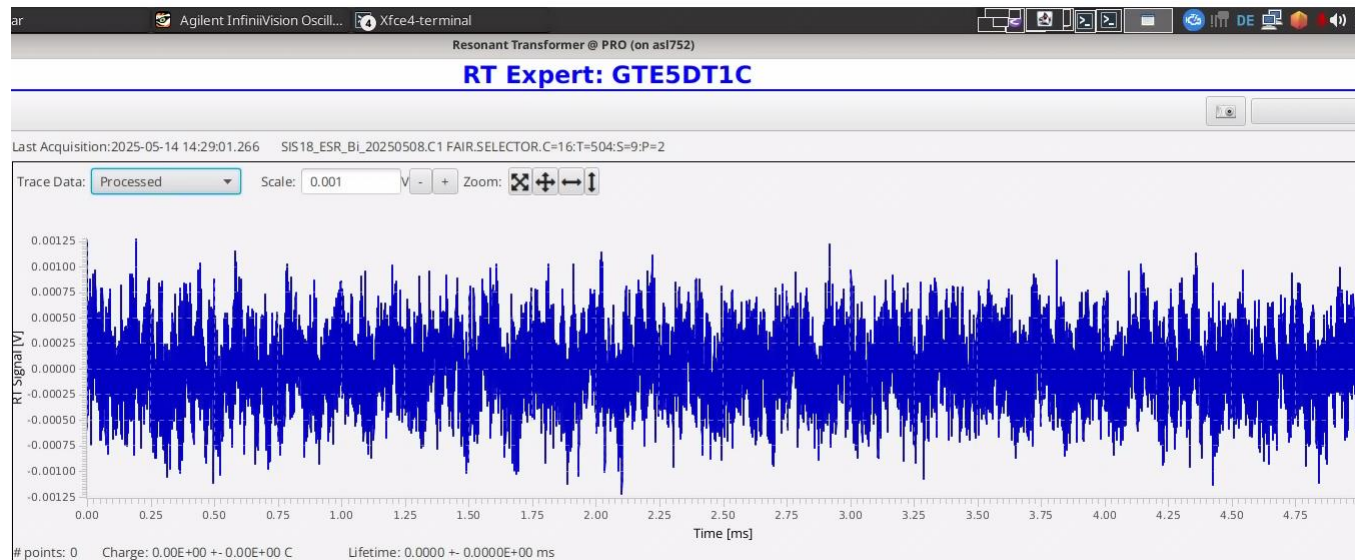 ar Agilent InfiniiVision Oscill... 4 Xfce4-terminal DE
Resonant Transformer @ PRO (on asl752)
RT Expert: GTE5DT1C
Last Acquisition:2025-05-14 14:29:01.266 SIS18_ESR_Bi_20250508.C1 FAIR.SELECTOR.C=16:T=504:S=9:P=2
Trace Data: Processed Scale: 0.001 V - + Zoom:
RT Signal [V]
0.00125
0.00100
0.00075
0.00050
0.00025
0.00000
-0.00025
-0.00050
-0.00075
-0.00100
-0.00125
0.00 0.25 0.50 0.75 1.00 1.25 1.50 1.75 2.00 2.25 2.50 2.75 3.00 3.25 3.50 3.75 4.00 4.25 4.50 4.75
Time [ms]
# points: 0 Charge: 0.00E+00 +- 0.00E+00 C Lifetime: 0.0000 +- 0.0000E+00 ms